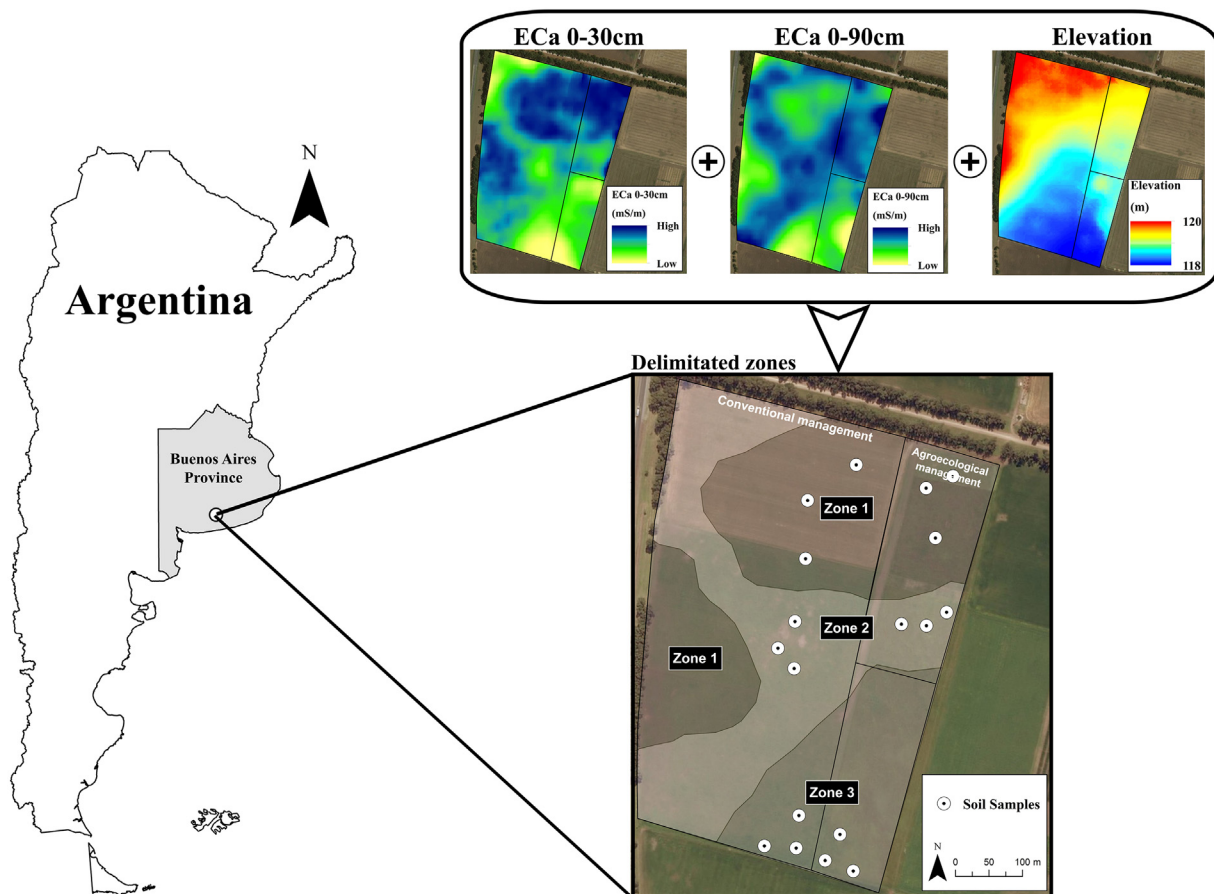 ECa 0-30cm
ECa 0-90cm
Elevation
ECa 0-30cm
(mS/m)
High
Low
ECa 0-90cm
(mS/m)
High
Low
Elevation
(m)
120
118
N
Argentina
Buenos Aires
Province
Delimitated zones
Conventional management
Agroecological
management
Zone 1
Zone 2
Zone 1
Zone 3
Soil Samples
N
0 50 100 m